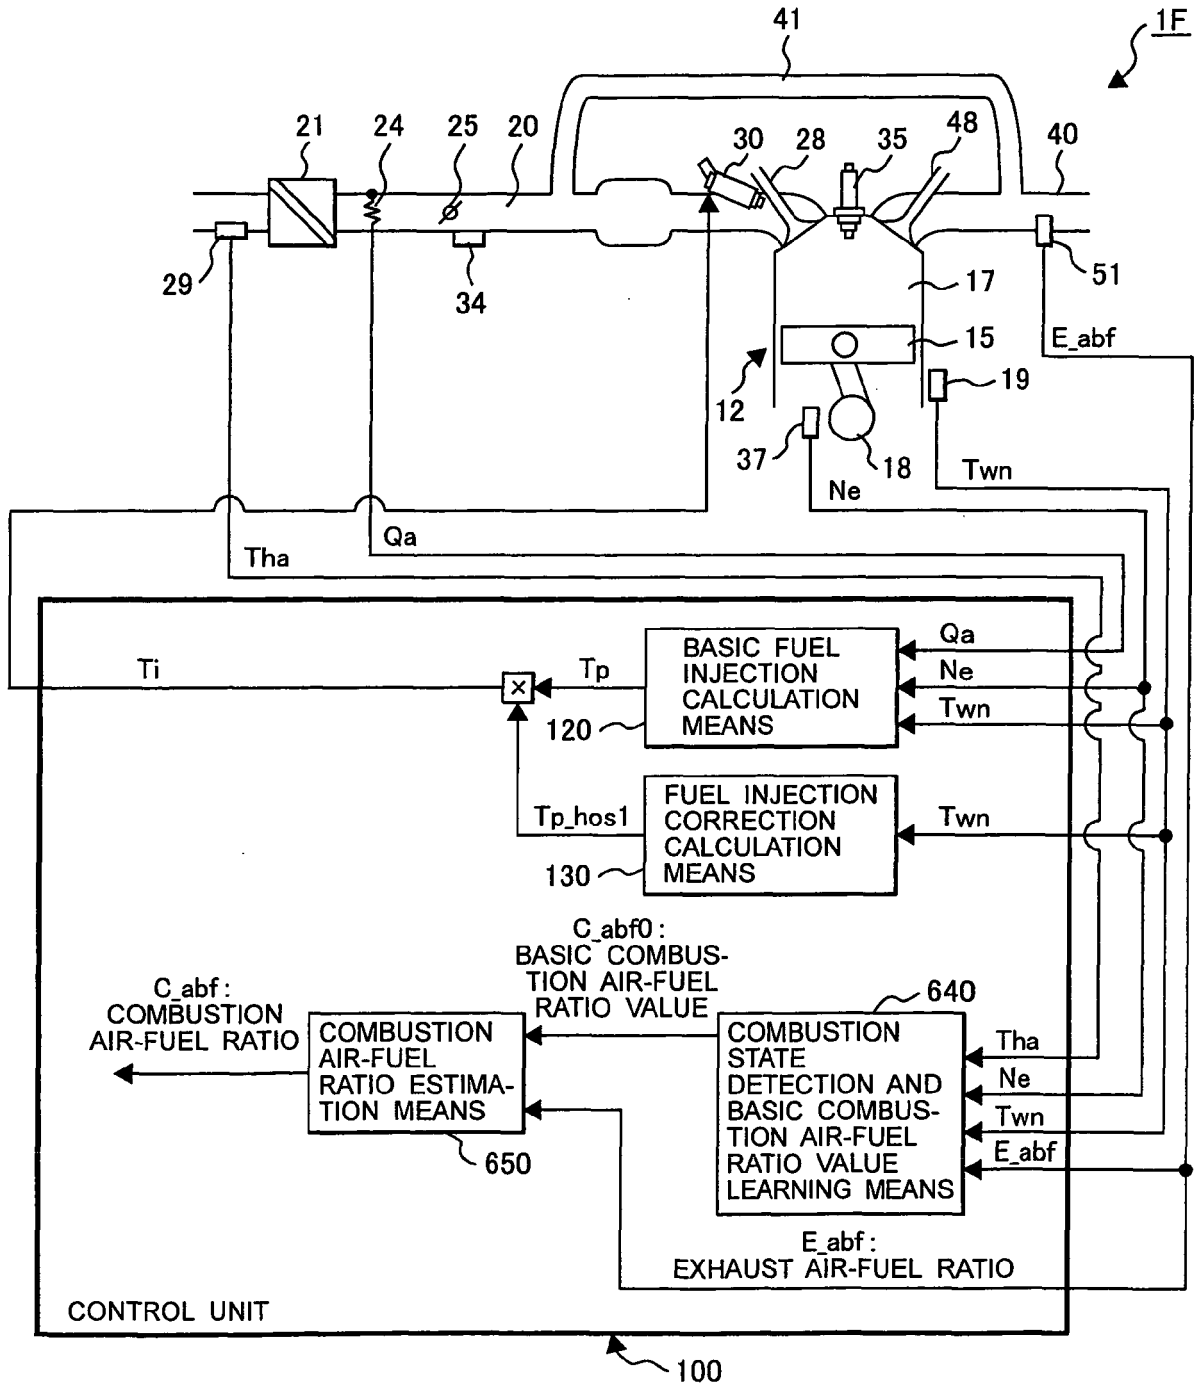 1F
41
21
24
25
20
30
28
35
48
40
29
34
17
51
15
E_abf
12
19
37
18
Twn
Ne
Qa
Tha
Qa
BASIC FUEL
INJECTION
CALCULATION
MEANS
Ne
Ti
Tp
Twn
120
FUEL INJECTION
CORRECTION
CALCULATION
MEANS
Tp_hos1
Twn
130
C_abf0 :
BASIC COMBUS-
TION AIR-FUEL
RATIO VALUE
C_abf :
COMBUSTION
AIR-FUEL RATIO
640
COMBUSTION
AIR-FUEL
RATIO ESTIMA-
TION MEANS
650
COMBUSTION
STATE
DETECTION AND
BASIC COMBUS-
TION AIR-FUEL
RATIO VALUE
LEARNING MEANS
Tha
Ne
Twn
E_abf
E_abf :
EXHAUST AIR-FUEL RATIO
CONTROL UNIT
100